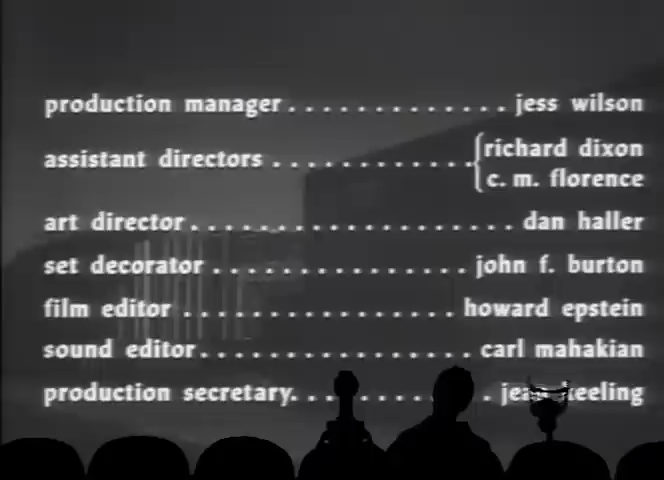 production manager . . . . . . . . . . . . . jess wilson
assistant directors . . . . . . . . . . . . richard dixon
c. m. florence
art director . . . . . . . . . . . . . . . . . . . dan haller
set decorator . . . . . . . . . . . . . . . john f. burton
film editor . . . . . . . . . . . . . . . . howard epstein
sound editor . . . . . . . . . . . . . . . . carl mahakian
production secretary. . . . . . . . . . keeling